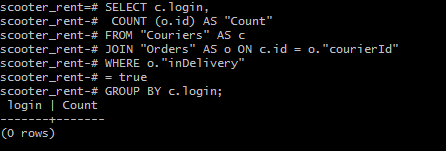 scooter_rent=# SELECT c.login,
scooter_rent-#  COUNT (o.id) AS "Count"
scooter_rent-# FROM "Couriers" AS c
scooter_rent-# JOIN "Orders" AS o ON c.id = o."courierId"
scooter_rent-# WHERE o."inDelivery"
scooter_rent-# = true
scooter_rent-# GROUP BY c.login;
 login | Count
-------+-------
(0 rows)